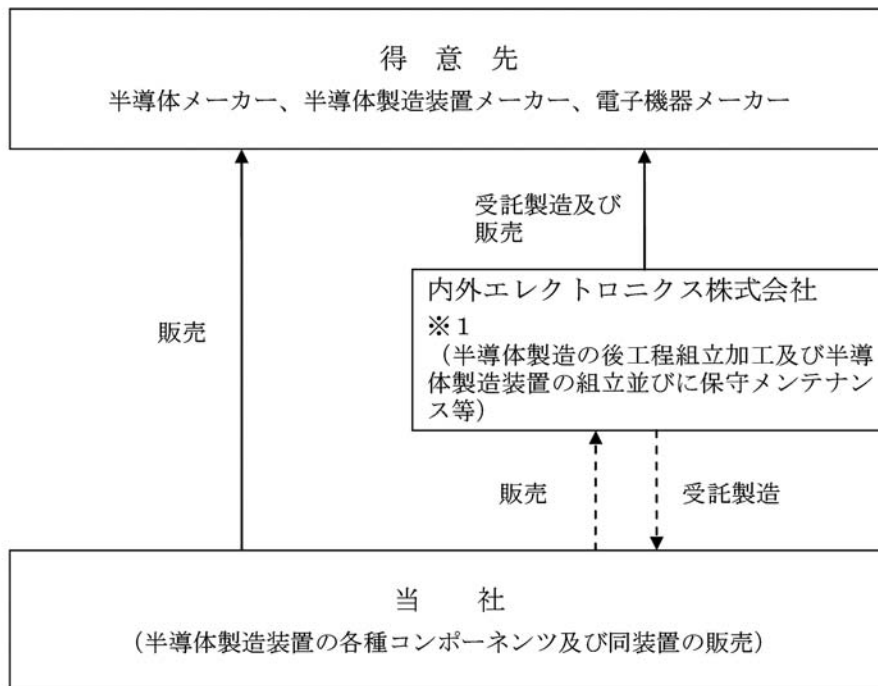 得　意　先
半導体メーカー、半導体製造装置メーカー、電子機器メーカー
受託製造及び
販売
内外エレクトロニクス株式会社
※１
（半導体製造の後工程組立加工及び半導
体製造装置の組立並びに保守メンテナン
ス等）
販売
販売
受託製造
当　　社
（半導体製造装置の各種コンポーネンツ及び同装置の販売）